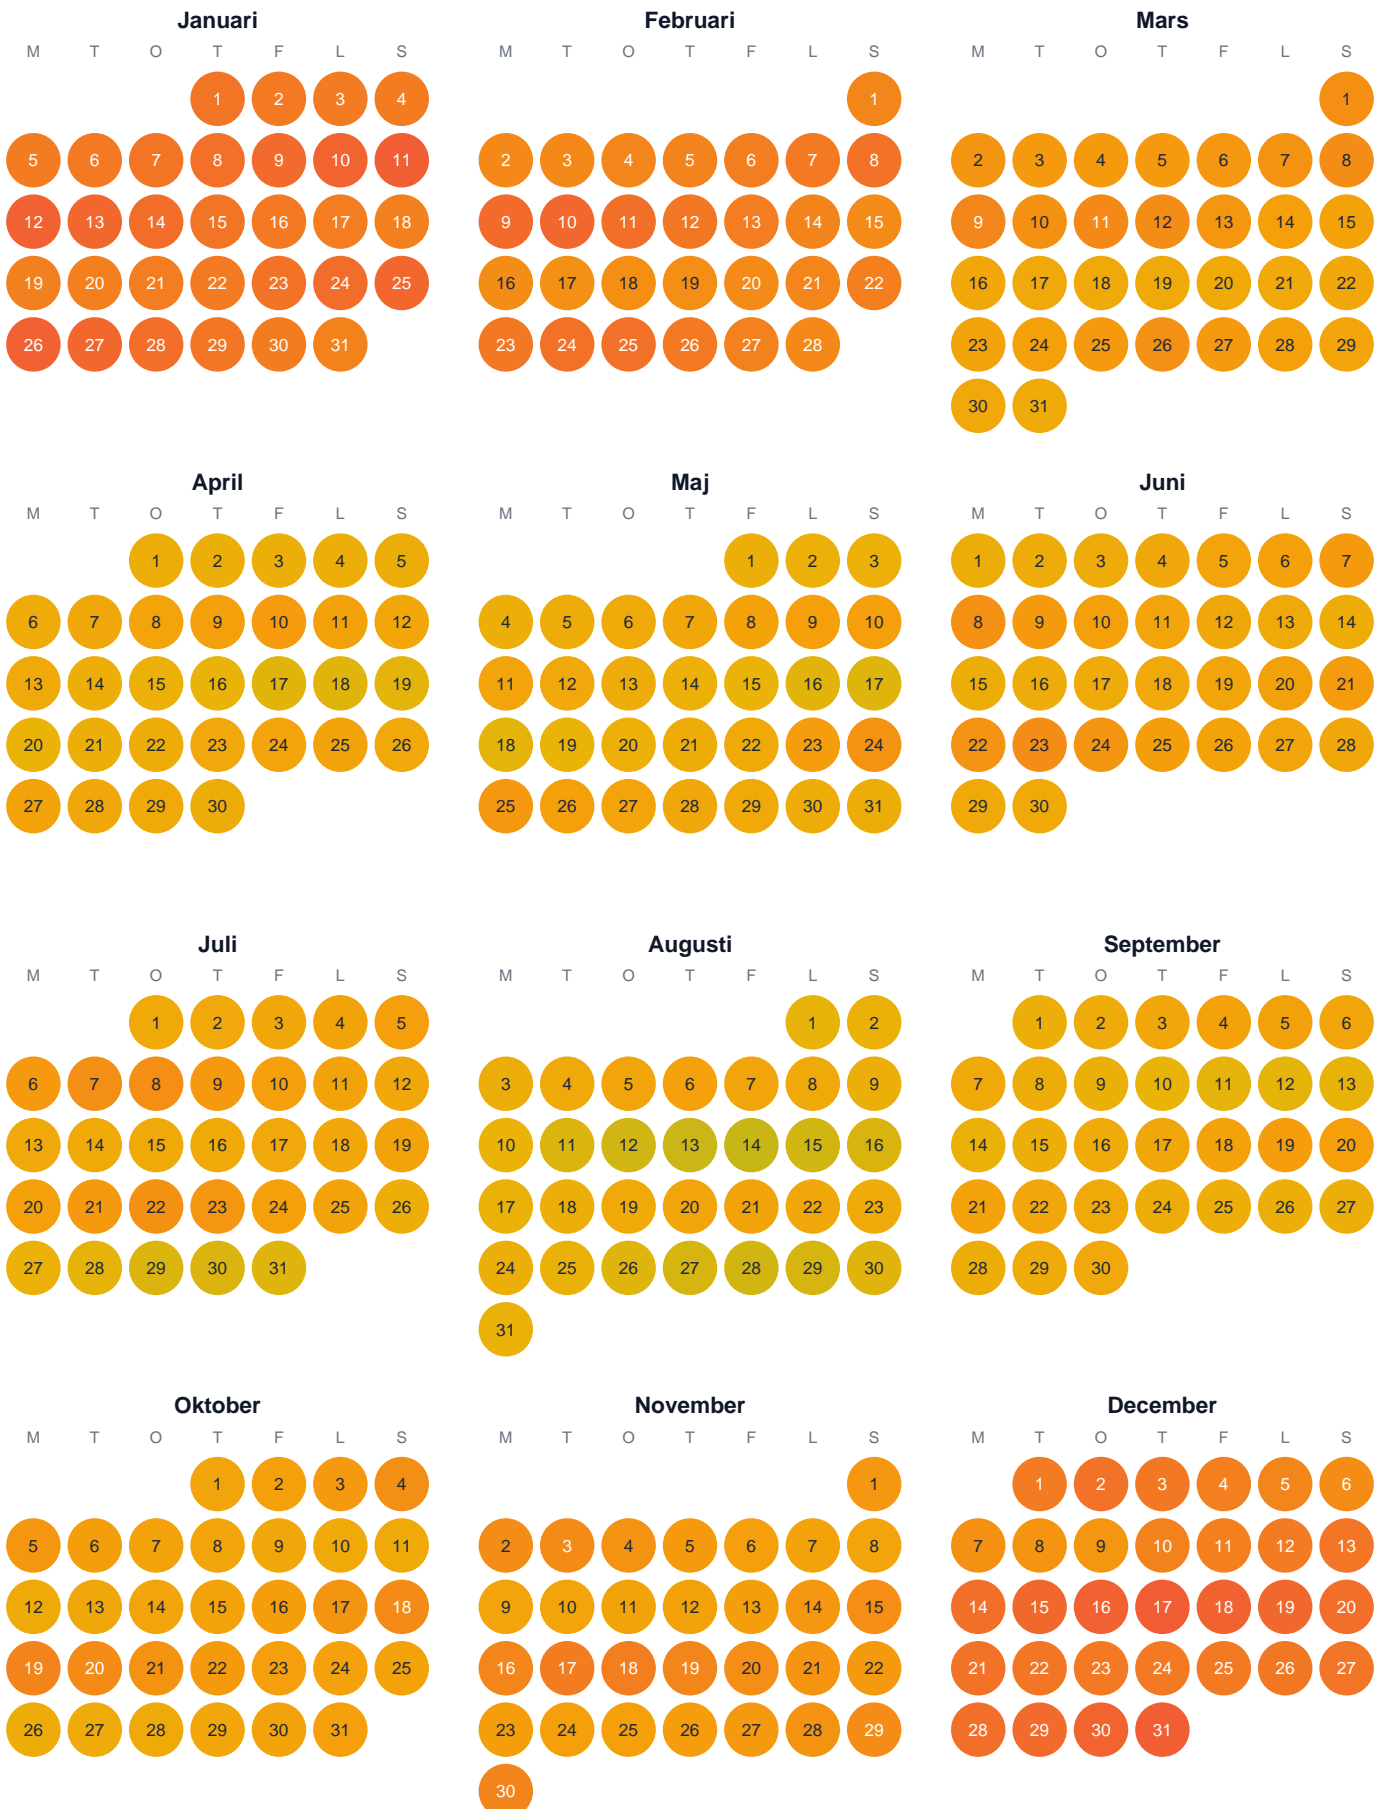 Januari Februari Mars
M T O T F L S M T O T F L S M T O T F L S
1 2 3 4 1 1
5 6 7 8 9 10 11 2 3 4 5 6 7 8 2 3 4 5 6 7 8
12 13 14 15 16 17 18 9 10 11 12 13 14 15 9 10 11 12 13 14 15
19 20 21 22 23 24 25 16 17 18 19 20 21 22 16 17 18 19 20 21 22
26 27 28 29 30 31 23 24 25 26 27 28 23 24 25 26 27 28 29
30 31
April Maj Juni
M T O T F L S M T O T F L S M T O T F L S
1 2 3 4 5 1 2 3 1 2 3 4 5 6 7
6 7 8 9 10 11 12 4 5 6 7 8 9 10 8 9 10 11 12 13 14
13 14 15 16 17 18 19 11 12 13 14 15 16 17 15 16 17 18 19 20 21
20 21 22 23 24 25 26 18 19 20 21 22 23 24 22 23 24 25 26 27 28
27 28 29 30 25 26 27 28 29 30 31 29 30
Juli Augusti September
M T O T F L S M T O T F L S M T O T F L S
1 2 3 4 5 1 2 1 2 3 4 5 6
6 7 8 9 10 11 12 3 4 5 6 7 8 9 7 8 9 10 11 12 13
13 14 15 16 17 18 19 10 11 12 13 14 15 16 14 15 16 17 18 19 20
20 21 22 23 24 25 26 17 18 19 20 21 22 23 21 22 23 24 25 26 27
27 28 29 30 31 24 25 26 27 28 29 30 28 29 30
31
Oktober November December
M T O T F L S M T O T F L S M T O T F L S
1 2 3 4 1 1 2 3 4 5 6
5 6 7 8 9 10 11 2 3 4 5 6 7 8 7 8 9 10 11 12 13
12 13 14 15 16 17 18 9 10 11 12 13 14 15 14 15 16 17 18 19 20
19 20 21 22 23 24 25 16 17 18 19 20 21 22 21 22 23 24 25 26 27
26 27 28 29 30 31 23 24 25 26 27 28 29 28 29 30 31
30